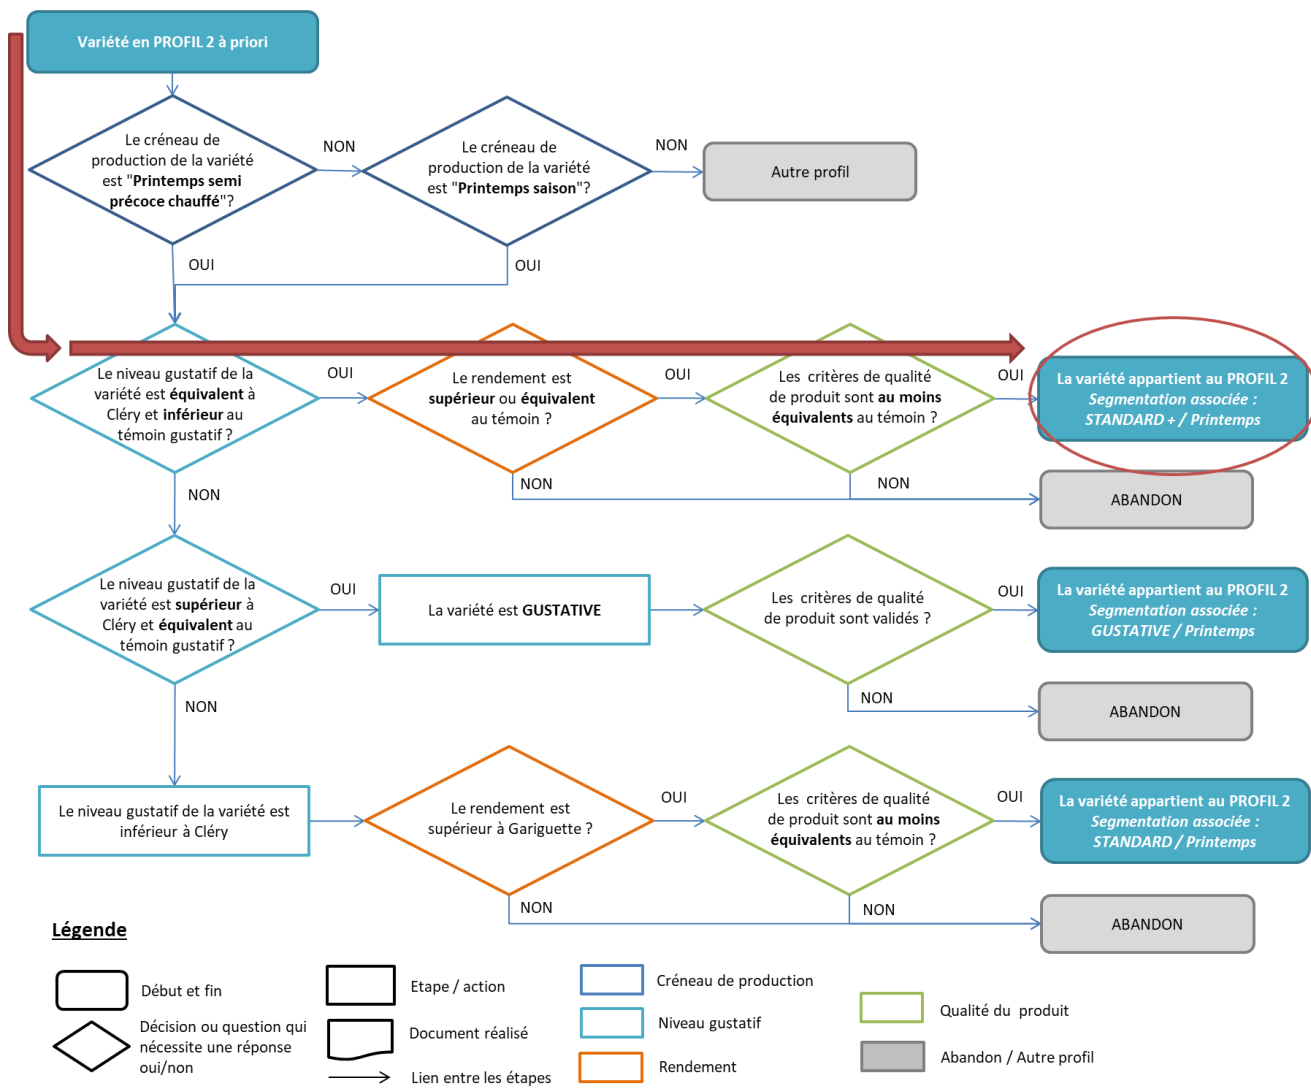 Variété en PROFIL 2 à priori
Le créneau de
production de la variété
est "Printemps semi
précoce chauffé"?
NON
Le créneau de
production de la variété
est "Printemps saison"?
NON
Autre profil
OUI
OUI
Le niveau gustatif de la
variété est équivalent à
Cléry et inférieur au
témoin gustatif ?
OUI
Le rendement est
supérieur ou équivalent
au témoin ?
OUI
Les critères de qualité
de produit sont au moins
équivalents au témoin ?
OUI
La variété appartient au PROFIL 2
Segmentation associée :
STANDARD + / Printemps
NON
NON
NON
ABANDON
Le niveau gustatif de la
variété est supérieur à
Cléry et équivalent au
témoin gustatif ?
OUI
La variété est GUSTATIVE
Les critères de qualité
de produit sont validés ?
OUI
La variété appartient au PROFIL 2
Segmentation associée :
GUSTATIVE / Printemps
NON
NON
ABANDON
Le niveau gustatif de la variété est
inférieur à Cléry
Le rendement est
supérieur à Gariguette ?
OUI
Les critères de qualité
de produit sont au moins
équivalents au témoin ?
OUI
La variété appartient au PROFIL 2
Segmentation associée :
STANDARD / Printemps
NON
NON
ABANDON
Légende
Début et fin
Décision ou question qui
nécessite une réponse
oui/non
Etape / action
Document réalisé
Lien entre les étapes
Créneau de production
Niveau gustatif
Rendement
Qualité du produit
Abandon / Autre profil